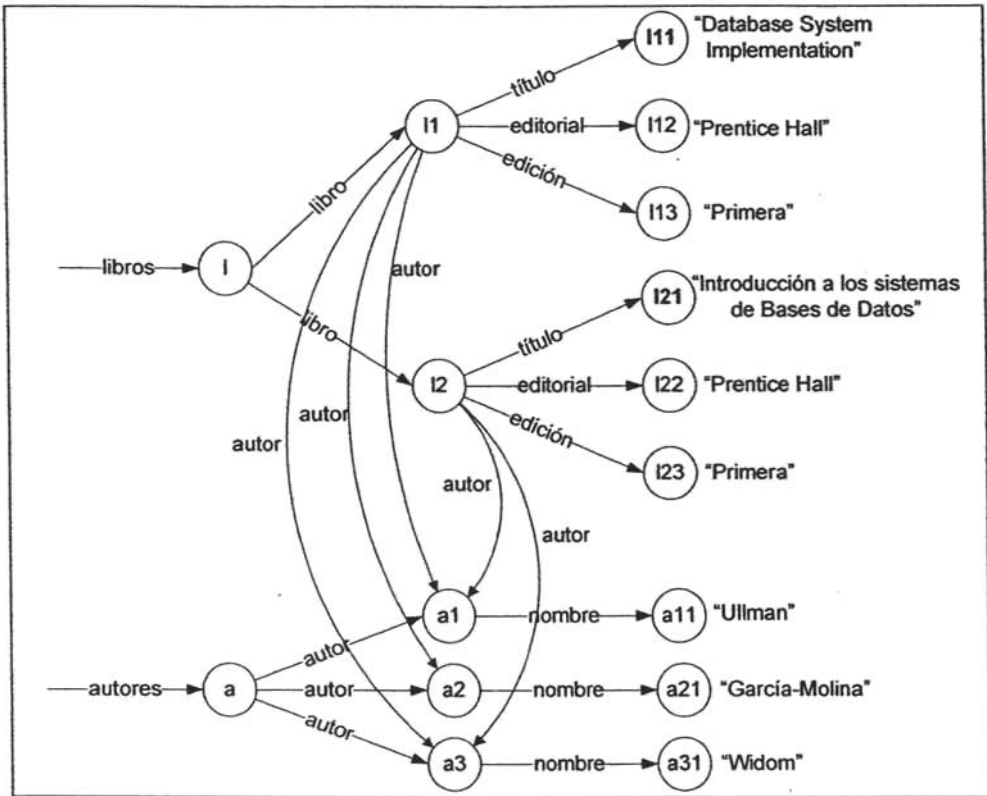 l11
"Database System
Implementation"
título
l1
editorial
l12
"Prentice Hall"
edición
l13
"Primera"
libro
libros
l
autor
libro
l21
"Introducción a los sistemas
de Bases de Datos"
título
l2
editorial
l22
"Prentice Hall"
edición
l23
"Primera"
autor
autor
autor
autor
a1
nombre
a11
"Ullman"
autor
autores
a
autor
a2
nombre
a21
"García-Molina"
autor
a3
nombre
a31
"Widom"